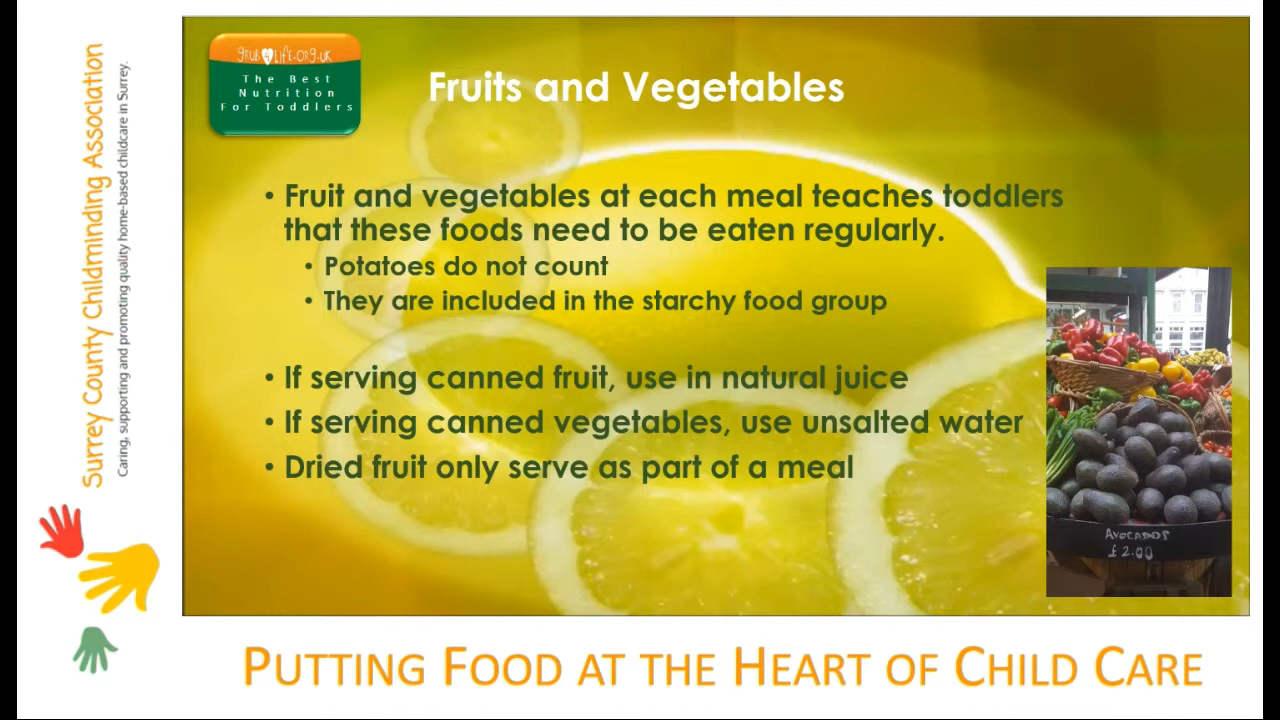 Surrey County Childminding Association
Caring, supporting and promoting quality home-based childcare in Surrey.
grub4life.org.uk
The Best
Nutrition
For Toddlers
Fruits and Vegetables
• Fruit and vegetables at each meal teaches toddlers
that these foods need to be eaten regularly.
• Potatoes do not count
• They are included in the starchy food group
• If serving canned fruit, use in natural juice
• If serving canned vegetables, use unsalted water
• Dried fruit only serve as part of a meal
AVOCADOS
£2.00
PUTTING FOOD AT THE HEART OF CHILD CARE